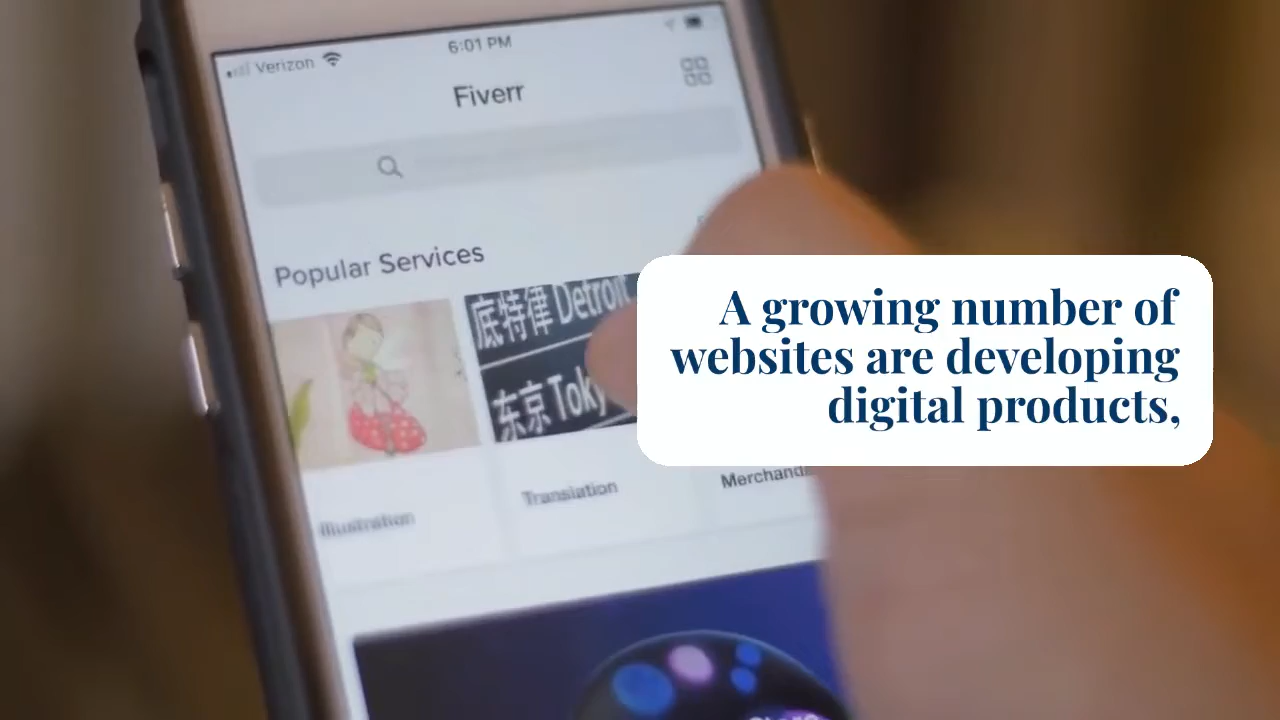 Verizon
6:01 PM
Fiverr
Popular Services
底特律 Detroit
东京 Toky
Illustration
Translation
Merchand
A growing number of
websites are developing
digital products,